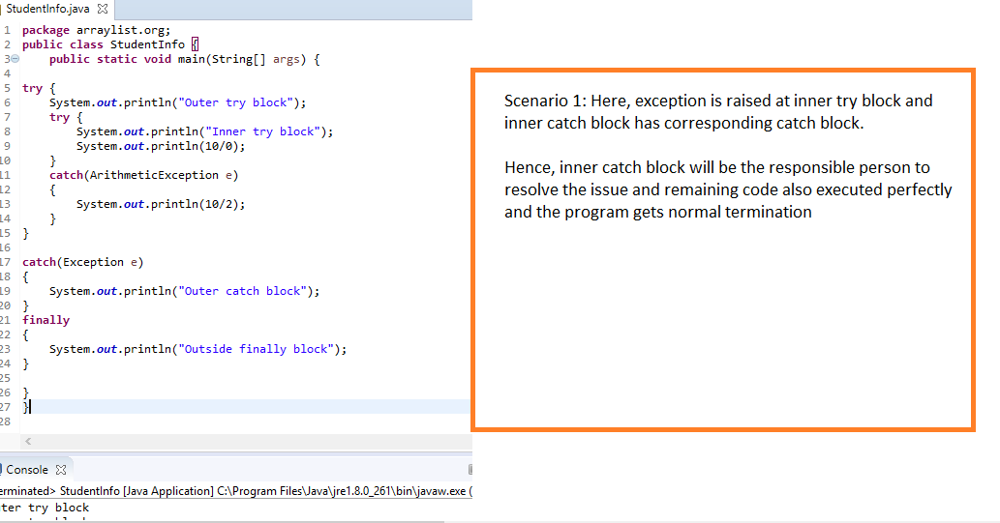 StudentInfo.java
1 package arraylist.org;
2 public class StudentInfo {
3 public static void main(String[] args) {
4
5 try {
6 System.out.println("Outer try block");
7 try {
8 System.out.println("Inner try block");
9 System.out.println(10/0);
10 }
11 catch(ArithmeticException e)
12 {
13 System.out.println(10/2);
14 }
15 }
16
17 catch(Exception e)
18 {
19 System.out.println("Outer catch block");
20 }
21 finally
22 {
23 System.out.println("Outside finally block");
24 }
25
26 }
27 }
28
Scenario 1: Here, exception is raised at inner try block and
inner catch block has corresponding catch block.
Hence, inner catch block will be the responsible person to
resolve the issue and remaining code also executed perfectly
and the program gets normal termination
Console
erminated> StudentInfo [Java Application] C:\Program Files\Java\jre1.8.0_261\bin\javaw.exe (
ter try block